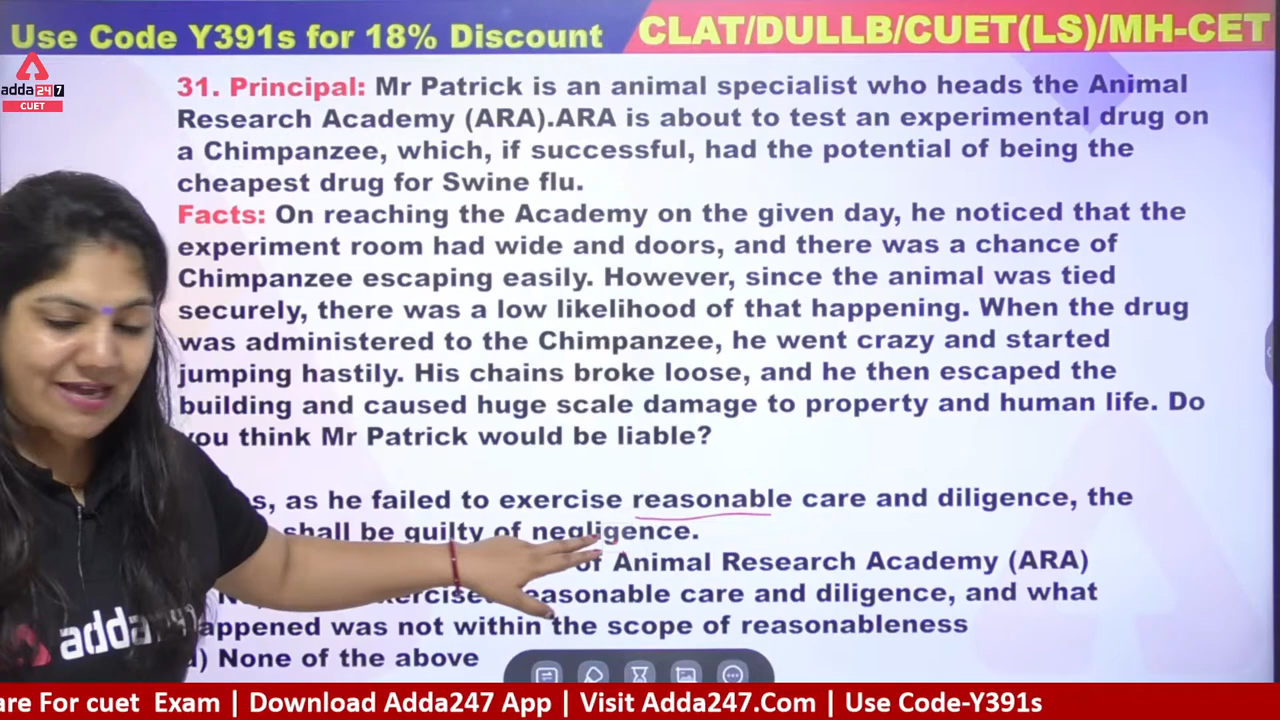 Use Code Y391s for 18% Discount
CLAT/DULLB/CUET(LS)/MH-CET
adda247
CUET
31. Principal: Mr Patrick is an animal specialist who heads the Animal
Research Academy (ARA).ARA is about to test an experimental drug on
a Chimpanzee, which, if successful, had the potential of being the
cheapest drug for Swine flu.
Facts: On reaching the Academy on the given day, he noticed that the
experiment room had wide and doors, and there was a chance of
Chimpanzee escaping easily. However, since the animal was tied
securely, there was a low likelihood of that happening. When the drug
was administered to the Chimpanzee, he went crazy and started
jumping hastily. His chains broke loose, and he then escaped the
building and caused huge scale damage to property and human life. Do
you think Mr Patrick would be liable?
as he failed to exercise reasonable care and diligence, the
shall be guilty of negligence.
of Animal Research Academy (ARA)
reasonable care and diligence, and what
happened was not within the scope of reasonableness
d) None of the above
adda247
are For cuet Exam | Download Adda247 App | Visit Adda247.Com | Use Code-Y391s